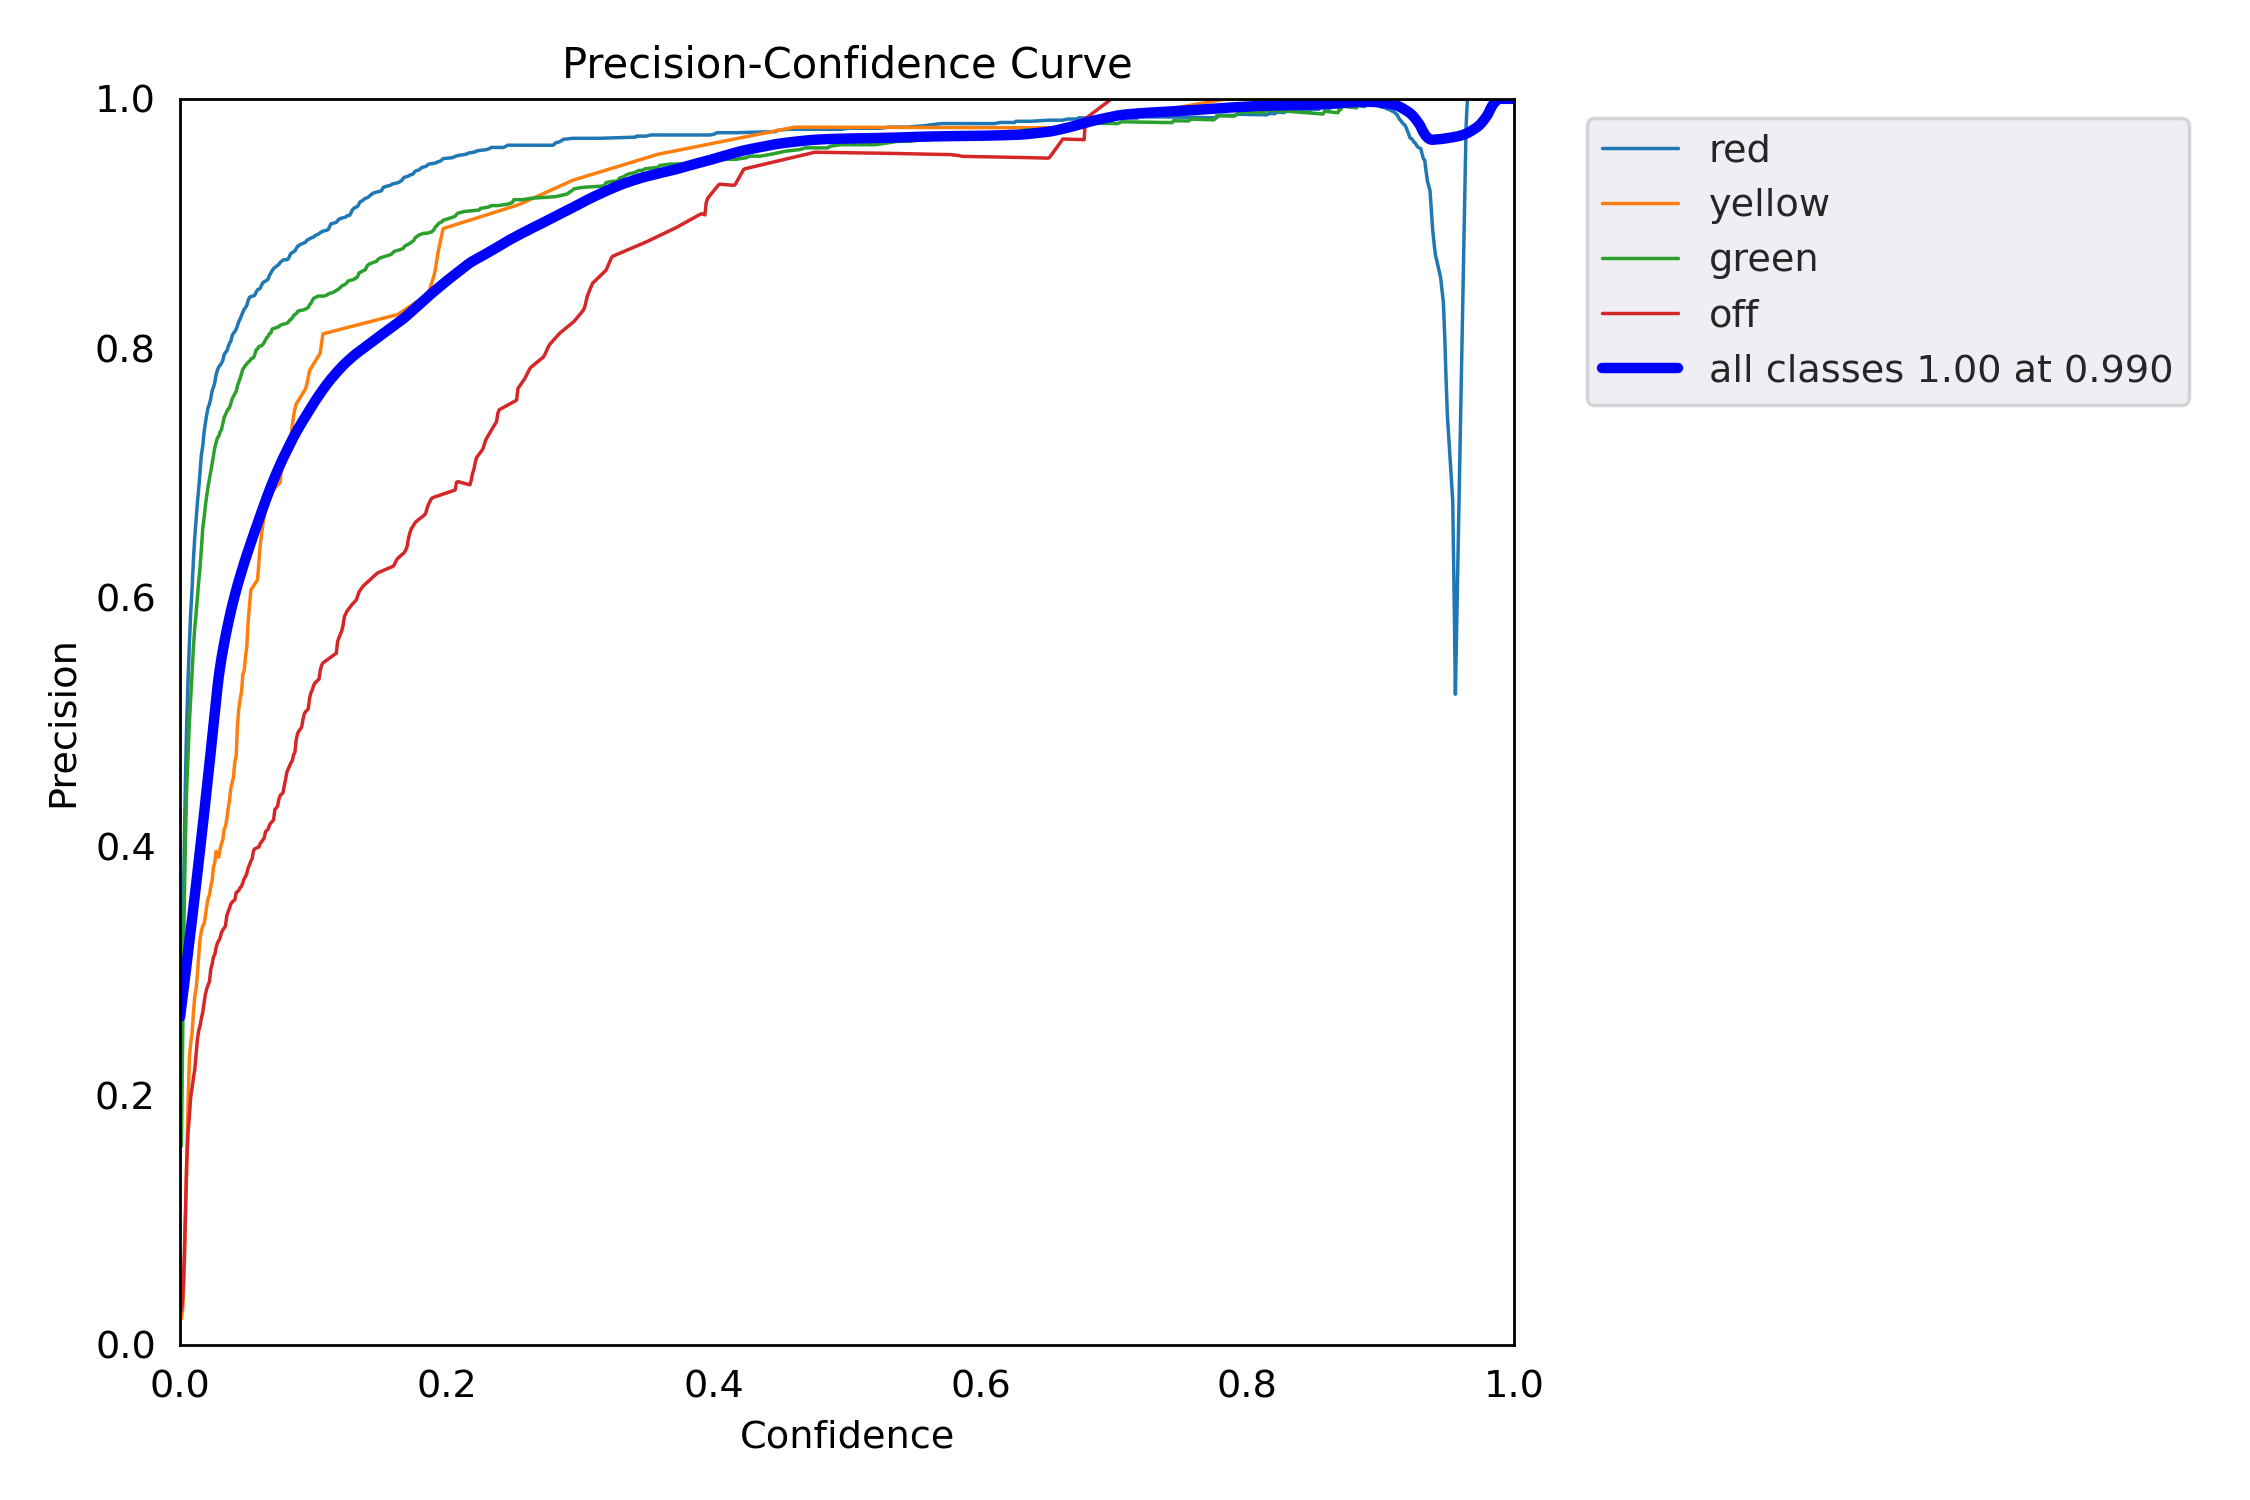 Precision-Confidence Curve
1.0
0.8
0.6
0.4
0.2
0.0
Precision
0.0 0.2 0.4 0.6 0.8 1.0
Confidence
red
yellow
green
off
all classes 1.00 at 0.990